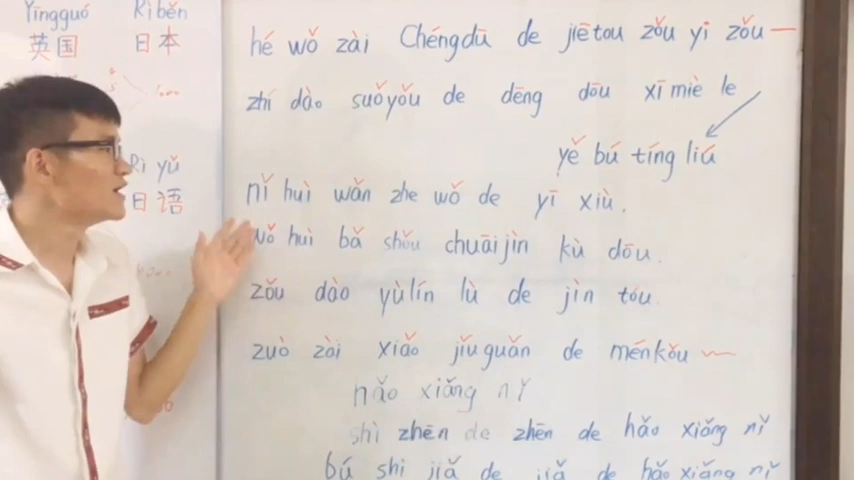 Yīngguó Rìběn
英国 日本
Rì yǔ
日语
hé wǒ zài Chéngdū de jiētou zǒu yi zǒu
zhí dào suǒyǒu de dēng dōu xīmiè le
yě bú tíng liú
nǐ huì wǎn zhe wǒ de yī xiù.
wǒ huì bǎ shǒu chuāijìn kù dōu.
zǒu dào yùlín lù de jìn tóu.
zuò zài xiǎo jiǔguǎn de ménkǒu
hǎo xiǎng nǐ
shì zhēn de zhēn de hǎo xiǎng nǐ
bú shi jiǎ de jiǎ de hǎo xiǎng nǐ